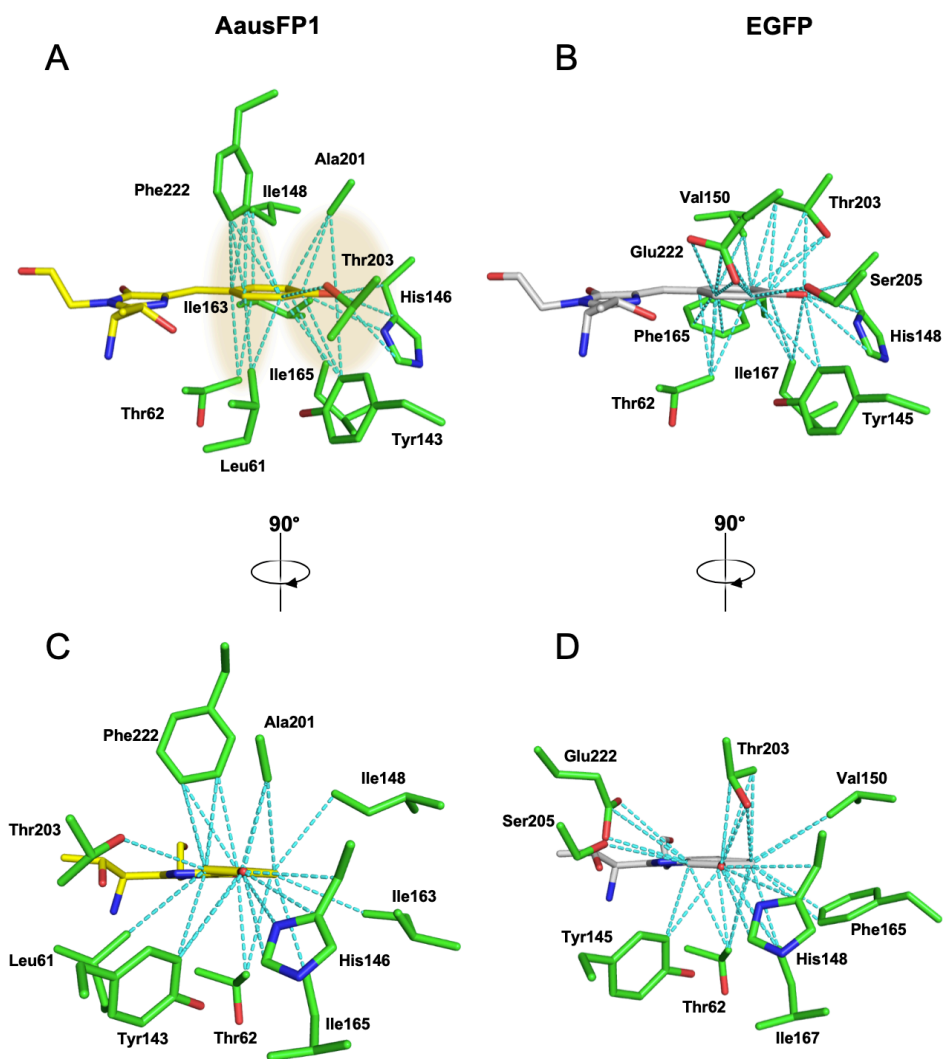 AausFP1
EGFP
A
B
Phe222
Ile148
Ala201
Thr203
His146
Ile163
Ile165
Thr62
Leu61
Tyr143
Val150
Thr203
Glu222
Ser205
Phe165
His148
Ile167
Thr62
Tyr145
90°
90°
C
D
Phe222
Ala201
Ile148
Thr203
Ile163
Leu61
His146
Tyr143
Thr62
Ile165
Glu222
Thr203
Val150
Ser205
Phe165
Tyr145
His148
Thr62
Ile167